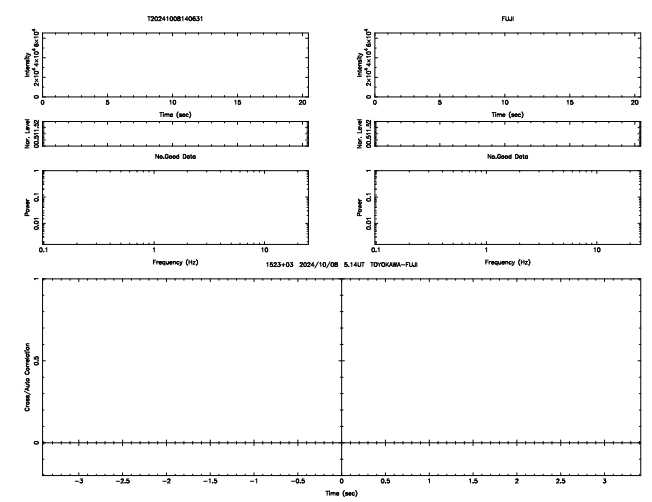 T20241008140631 FUJI
Intensity 0 2×10⁴ 4×10⁴ 6×10⁴ Intensity 0 2×10⁴ 4×10⁴ 6×10⁴
0 5 10 15 20 0 5 10 15 20
Time (sec) Time (sec)
Nor. Level 00.511.52 Nor. Level 00.511.52
No.Good Data No.Good Data
Power 0.01 0.1 1 Power 0.01 0.1 1
0.1 1 10 0.1 1 10
Frequency (Hz) Frequency (Hz)
1523+03 2024/10/08 5.14UT TOYOKAWA-FUJI
Cross/Auto Correlation 0 0.5 1
-3 -2.5 -2 -1.5 -1 -0.5 0 0.5 1 1.5 2 2.5 3
Time (sec)